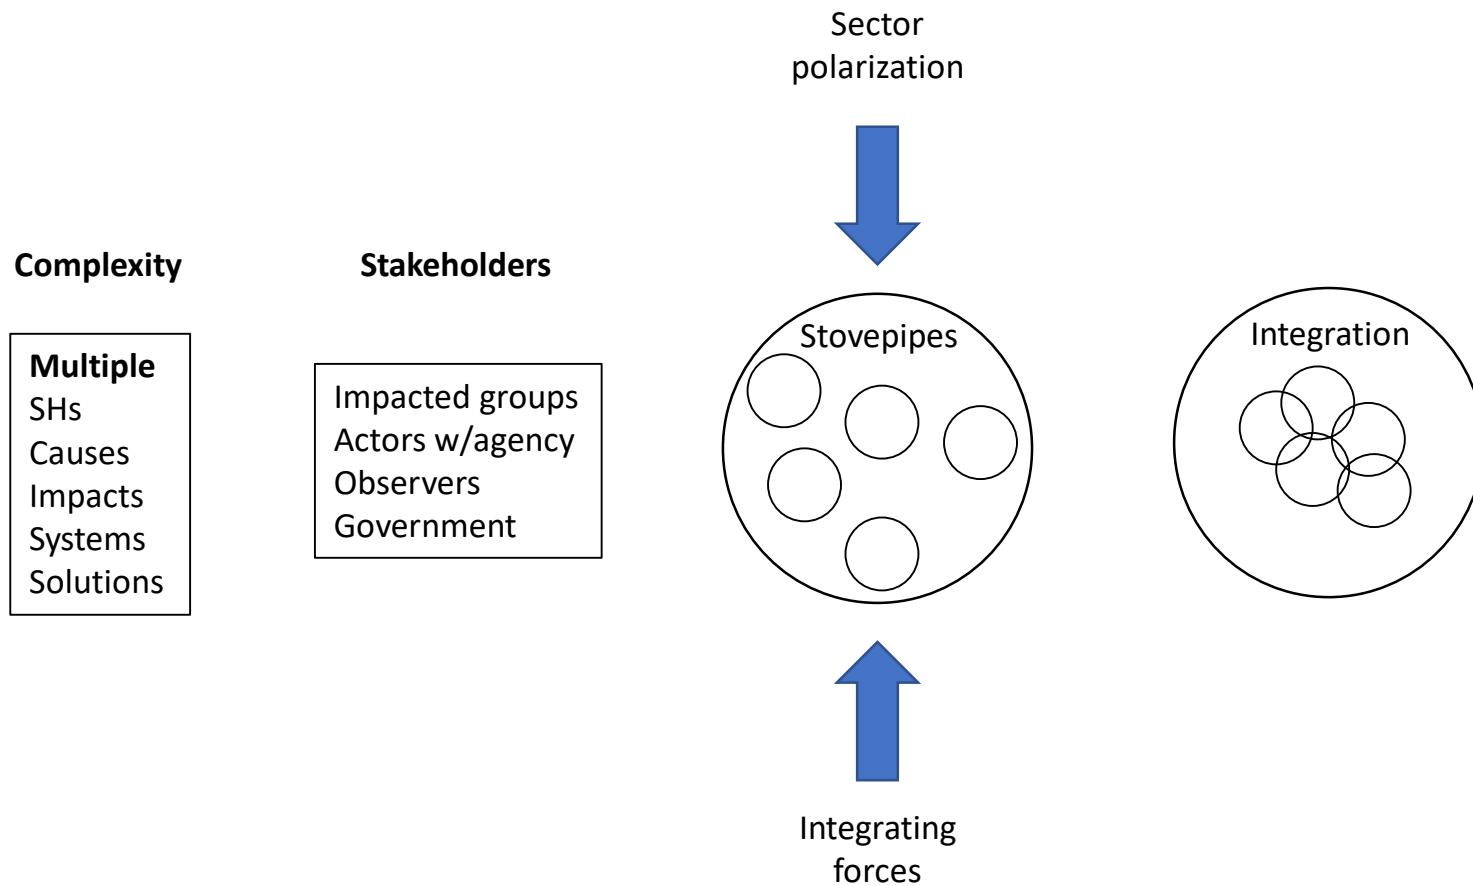 Sector
polarization
Complexity
Stakeholders
Multiple
SHs
Causes
Impacts
Systems
Solutions
Impacted groups
Actors w/agency
Observers
Government
Stovepipes
Integration
Integrating
forces